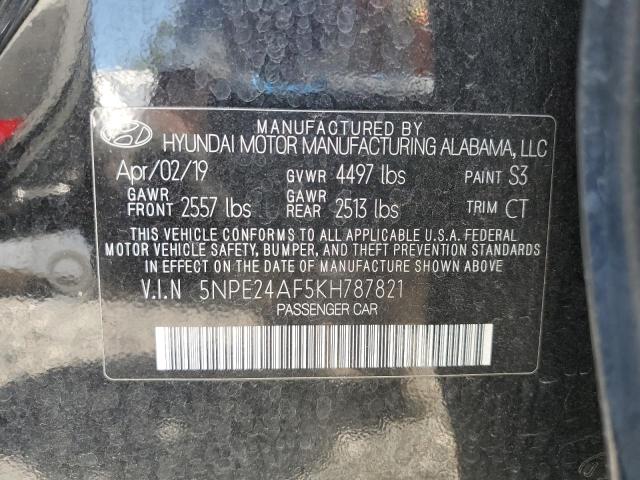 MANUFACTURED BY
HYUNDAI MOTOR MANUFACTURING ALABAMA, LLC
Apr/02/19 GVWR 4497 lbs PAINT S3
GAWR FRONT 2557 lbs GAWR REAR 2513 lbs TRIM CT
THIS VEHICLE CONFORMS TO ALL APPLICABLE U.S.A. FEDERAL
MOTOR VEHICLE SAFETY, BUMPER, AND THEFT PREVENTION STANDARDS
IN EFFECT ON THE DATE OF MANUFACTURE SHOWN ABOVE
V.I.N 5NPE24AF5KH787821
PASSENGER CAR